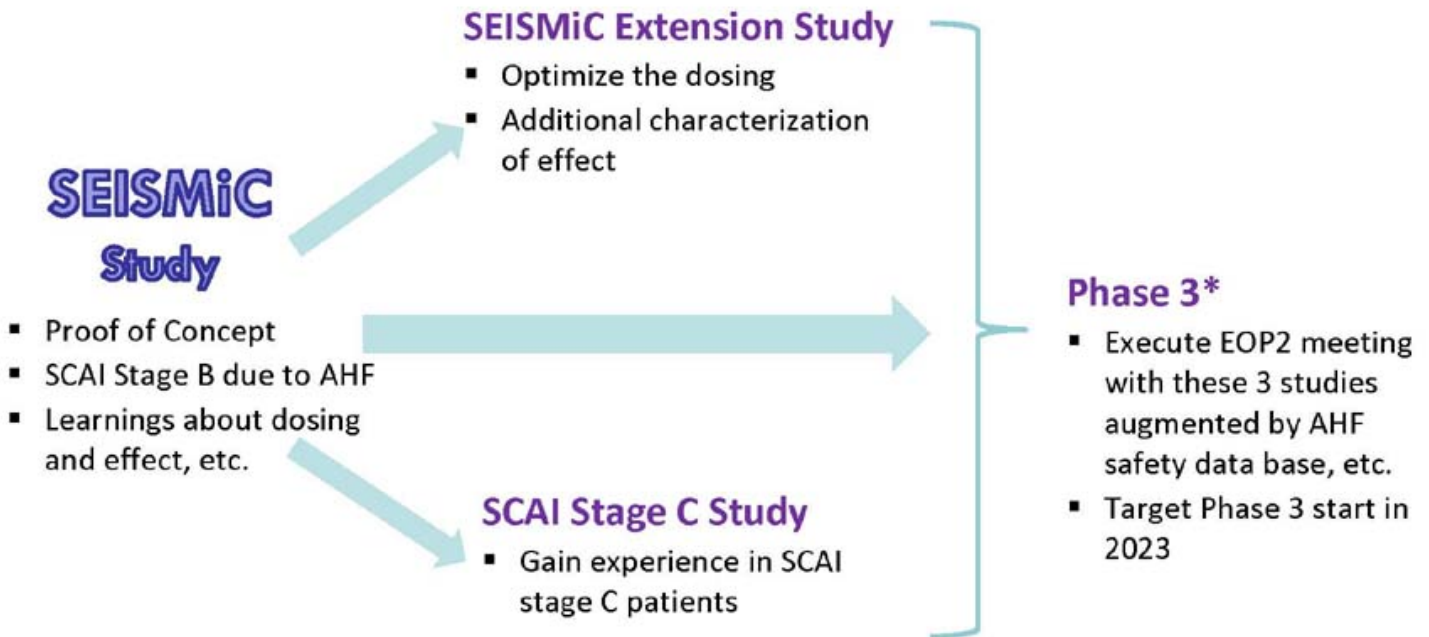 SEISMiC
Study
▪ Proof of Concept
▪ SCAI Stage B due to AHF
▪ Learnings about dosing
and effect, etc.
SEISMiC Extension Study
▪ Optimize the dosing
▪ Additional characterization
of effect
SCAI Stage C Study
▪ Gain experience in SCAI
stage C patients
Phase 3*
▪ Execute EOP2 meeting
with these 3 studies
augmented by AHF
safety data base, etc.
▪ Target Phase 3 start in
2023